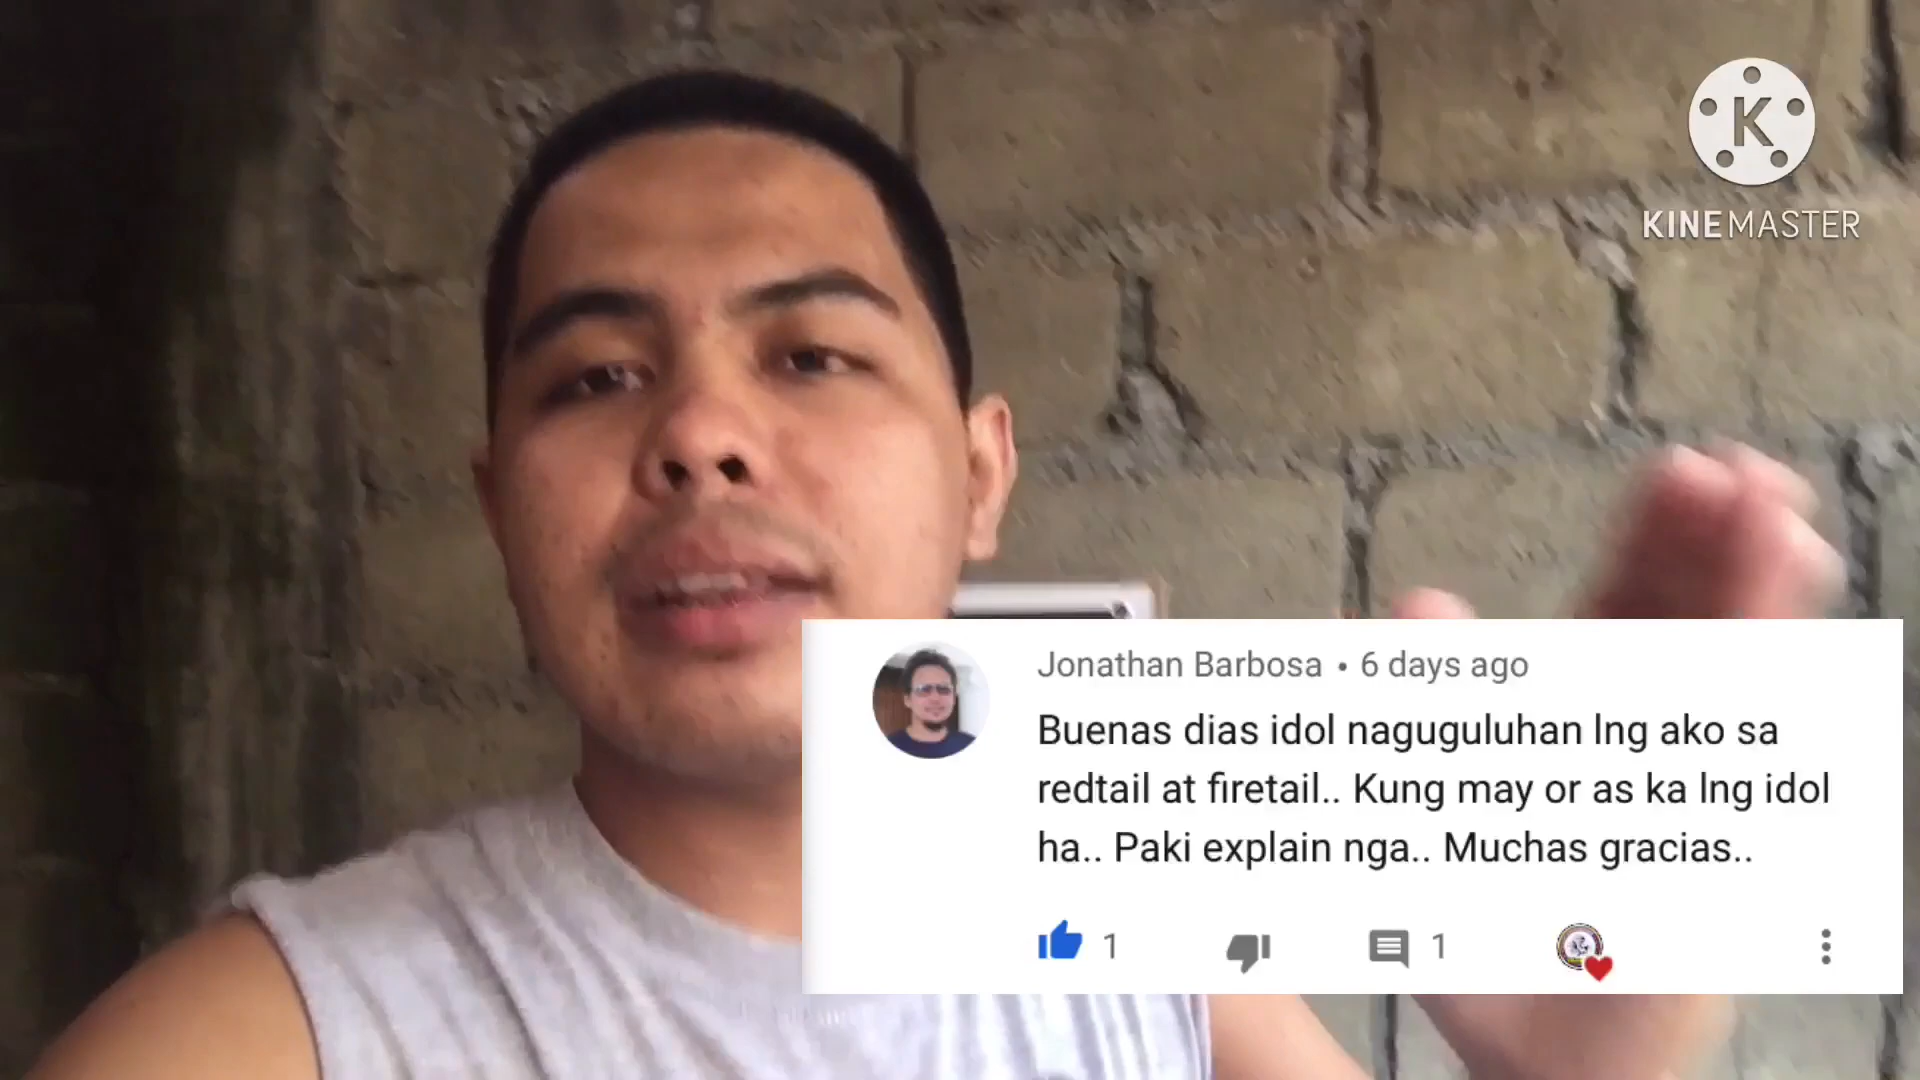 K
KINEMASTER
Jonathan Barbosa • 6 days ago
Buenas dias idol naguguluhan lng ako sa
redtail at firetail.. Kung may or as ka lng idol
ha.. Paki explain nga.. Muchas gracias..
1
1